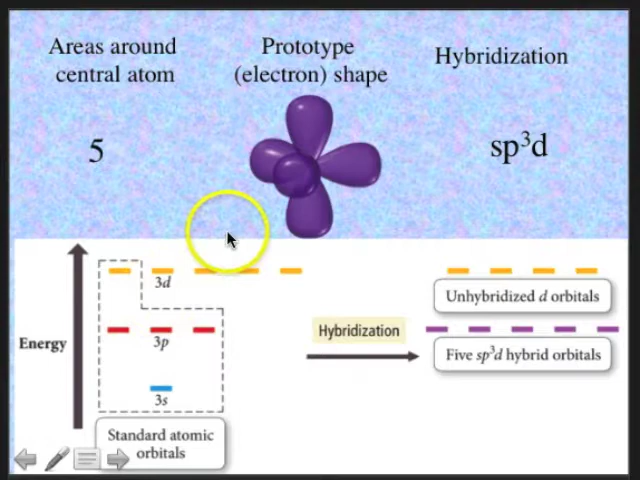 Areas around
central atom
Prototype
(electron) shape
Hybridization
5
sp³d
3d
3p
3s
Energy
Standard atomic
orbitals
Hybridization
Unhybridized d orbitals
Five sp³d hybrid orbitals